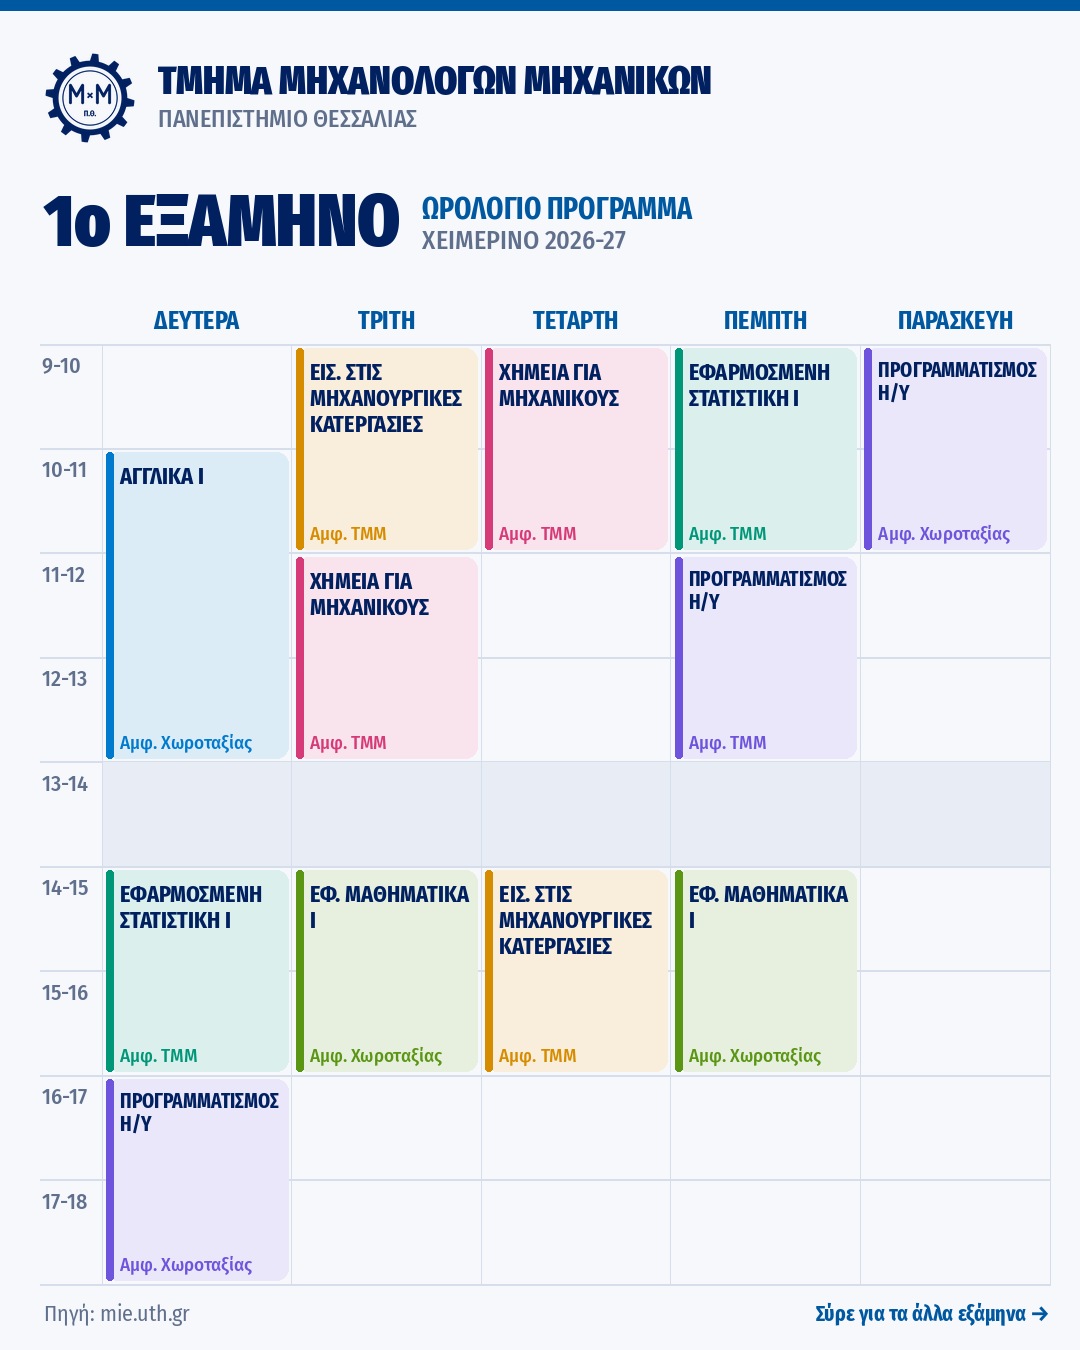 M×M
Π.Θ.
ΤΜΗΜΑ ΜΗΧΑΝΟΛΟΓΩΝ ΜΗΧΑΝΙΚΩΝ
ΠΑΝΕΠΙΣΤΗΜΙΟ ΘΕΣΣΑΛΙΑΣ
1ο ΕΞΑΜΗΝΟ
ΩΡΟΛΟΓΙΟ ΠΡΟΓΡΑΜΜΑ
ΧΕΙΜΕΡΙΝΟ 2026-27
ΔΕΥΤΕΡΑ ΤΡΙΤΗ ΤΕΤΑΡΤΗ ΠΕΜΠΤΗ ΠΑΡΑΣΚΕΥΗ
9-10
ΕΙΣ. ΣΤΙΣ
ΜΗΧΑΝΟΥΡΓΙΚΕΣ
ΚΑΤΕΡΓΑΣΙΕΣ
Αμφ. ΤΜΜ
ΧΗΜΕΙΑ ΓΙΑ
ΜΗΧΑΝΙΚΟΥΣ
Αμφ. ΤΜΜ
ΕΦΑΡΜΟΣΜΕΝΗ
ΣΤΑΤΙΣΤΙΚΗ Ι
Αμφ. ΤΜΜ
ΠΡΟΓΡΑΜΜΑΤΙΣΜΟΣ
Η/Υ
Αμφ. Χωροταξίας
10-11
ΑΓΓΛΙΚΑ Ι
Αμφ. Χωροταξίας
11-12
ΧΗΜΕΙΑ ΓΙΑ
ΜΗΧΑΝΙΚΟΥΣ
Αμφ. ΤΜΜ
ΠΡΟΓΡΑΜΜΑΤΙΣΜΟΣ
Η/Υ
Αμφ. ΤΜΜ
12-13
13-14
14-15
ΕΦΑΡΜΟΣΜΕΝΗ
ΣΤΑΤΙΣΤΙΚΗ Ι
Αμφ. ΤΜΜ
ΕΦ. ΜΑΘΗΜΑΤΙΚΑ
Ι
Αμφ. Χωροταξίας
ΕΙΣ. ΣΤΙΣ
ΜΗΧΑΝΟΥΡΓΙΚΕΣ
ΚΑΤΕΡΓΑΣΙΕΣ
Αμφ. ΤΜΜ
ΕΦ. ΜΑΘΗΜΑΤΙΚΑ
Ι
Αμφ. Χωροταξίας
15-16
16-17
ΠΡΟΓΡΑΜΜΑΤΙΣΜΟΣ
Η/Υ
Αμφ. Χωροταξίας
17-18
Πηγή: mie.uth.gr
Σύρε για τα άλλα εξάμηνα →